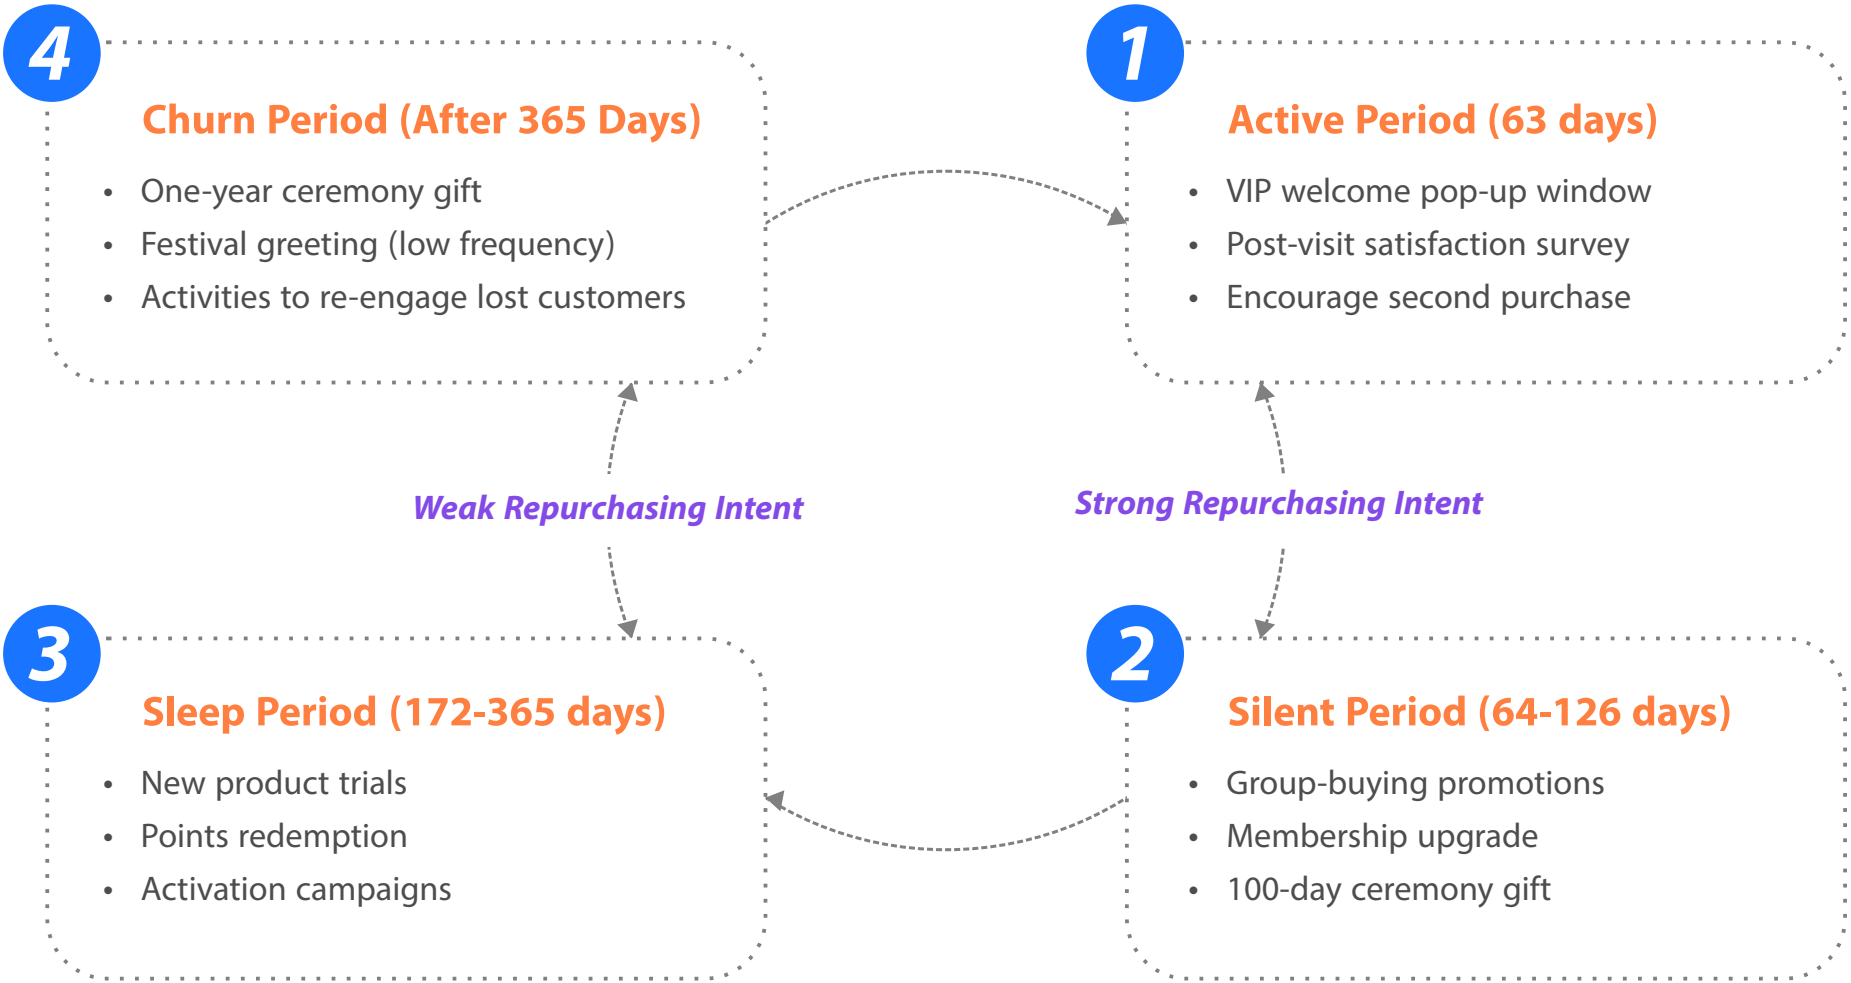 4
Churn Period (After 365 Days)
• One-year ceremony gift
• Festival greeting (low frequency)
• Activities to re-engage lost customers
1
Active Period (63 days)
• VIP welcome pop-up window
• Post-visit satisfaction survey
• Encourage second purchase
Weak Repurchasing Intent
Strong Repurchasing Intent
3
Sleep Period (172-365 days)
• New product trials
• Points redemption
• Activation campaigns
2
Silent Period (64-126 days)
• Group-buying promotions
• Membership upgrade
• 100-day ceremony gift